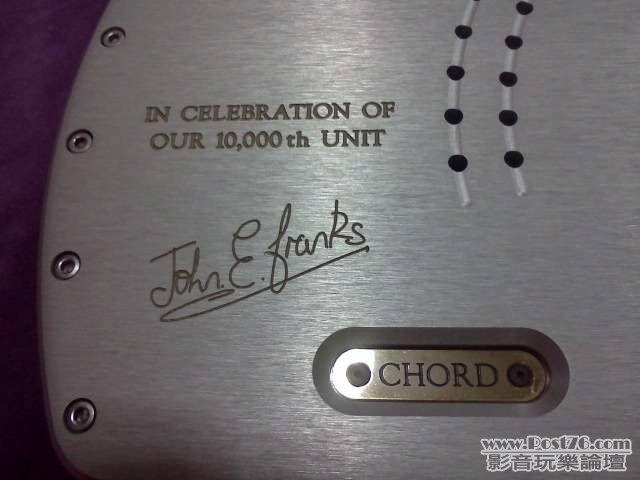 IN CELEBRATION OF
OUR 10,000th UNIT
John. E. franks
CHORD
www.Post76.com
影音玩樂論壇